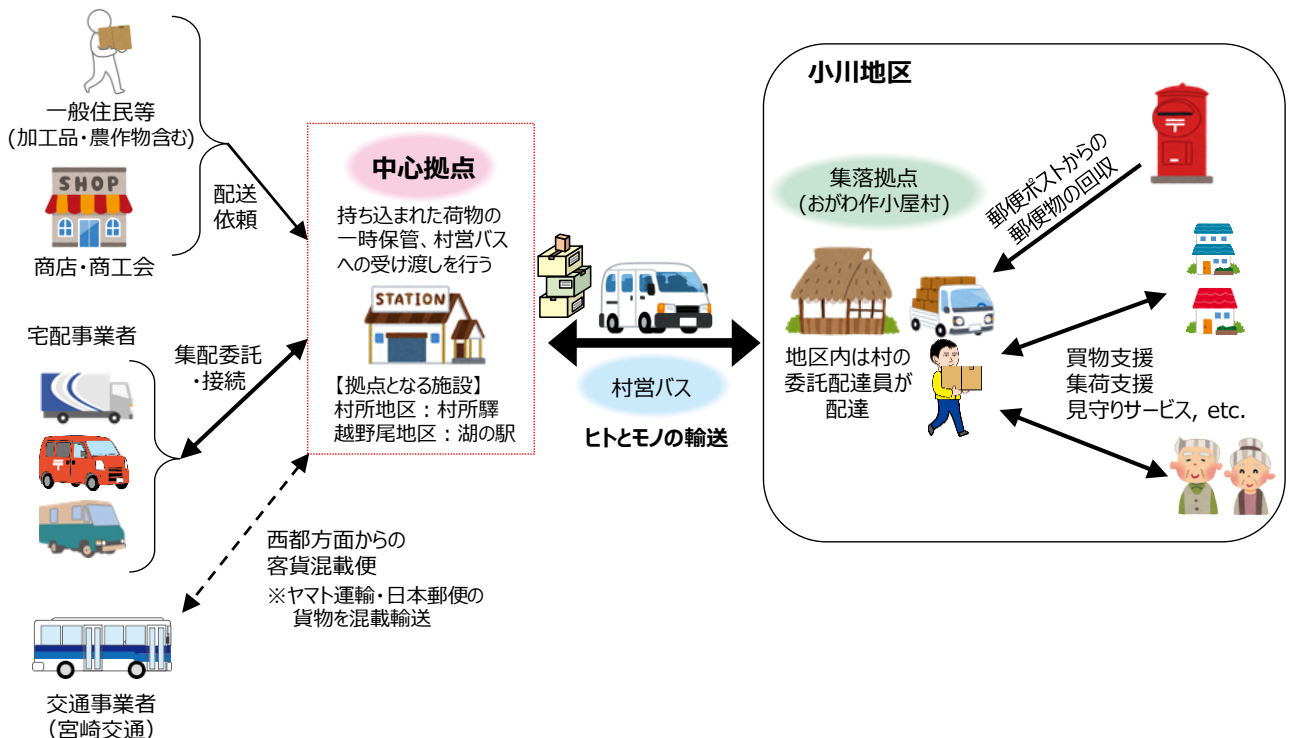 一般住民等
(加工品・農作物含む)
SHOP
商店・商工会
配送
依頼
宅配事業者
集配委託
・接続
〒
交通事業者
（宮崎交通）
西都方面からの
客貨混載便
※ヤマト運輸・日本郵便の
貨物を混載輸送
中心拠点
持ち込まれた荷物の
一時保管、村営バス
への受け渡しを行う
STATION
【拠点となる施設】
村所地区：村所驛
越野尾地区：湖の駅
村営バス
ヒトとモノの輸送
小川地区
集落拠点
(おがわ作小屋村)
地区内は村の
委託配達員が
配達
〒
郵便ポストからの
郵便物の回収
買物支援
集荷支援
見守りサービス, etc.